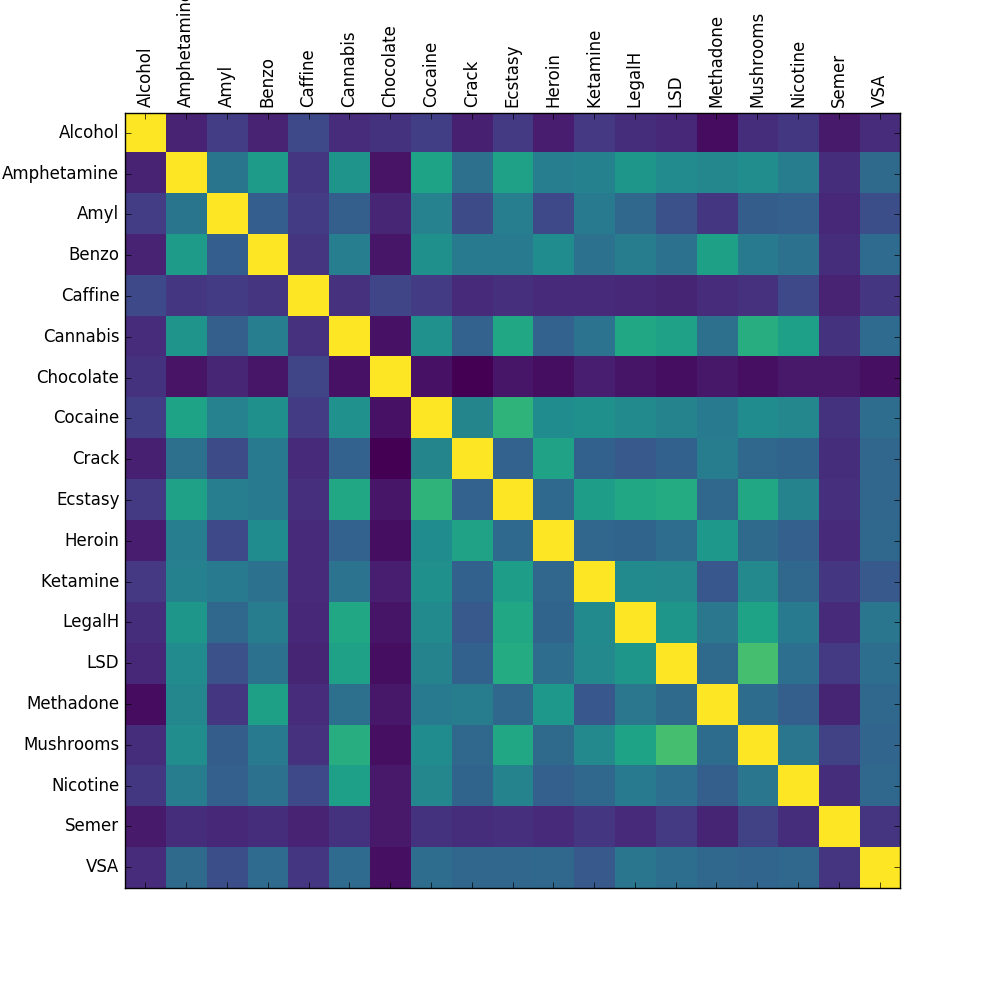 Alcohol
Amphetamine
Amyl
Benzo
Caffine
Cannabis
Chocolate
Cocaine
Crack
Ecstasy
Heroin
Ketamine
LegalH
LSD
Methadone
Mushrooms
Nicotine
Semer
VSA
Alcohol
Amphetamine
Amyl
Benzo
Caffine
Cannabis
Chocolate
Cocaine
Crack
Ecstasy
Heroin
Ketamine
LegalH
LSD
Methadone
Mushrooms
Nicotine
Semer
VSA